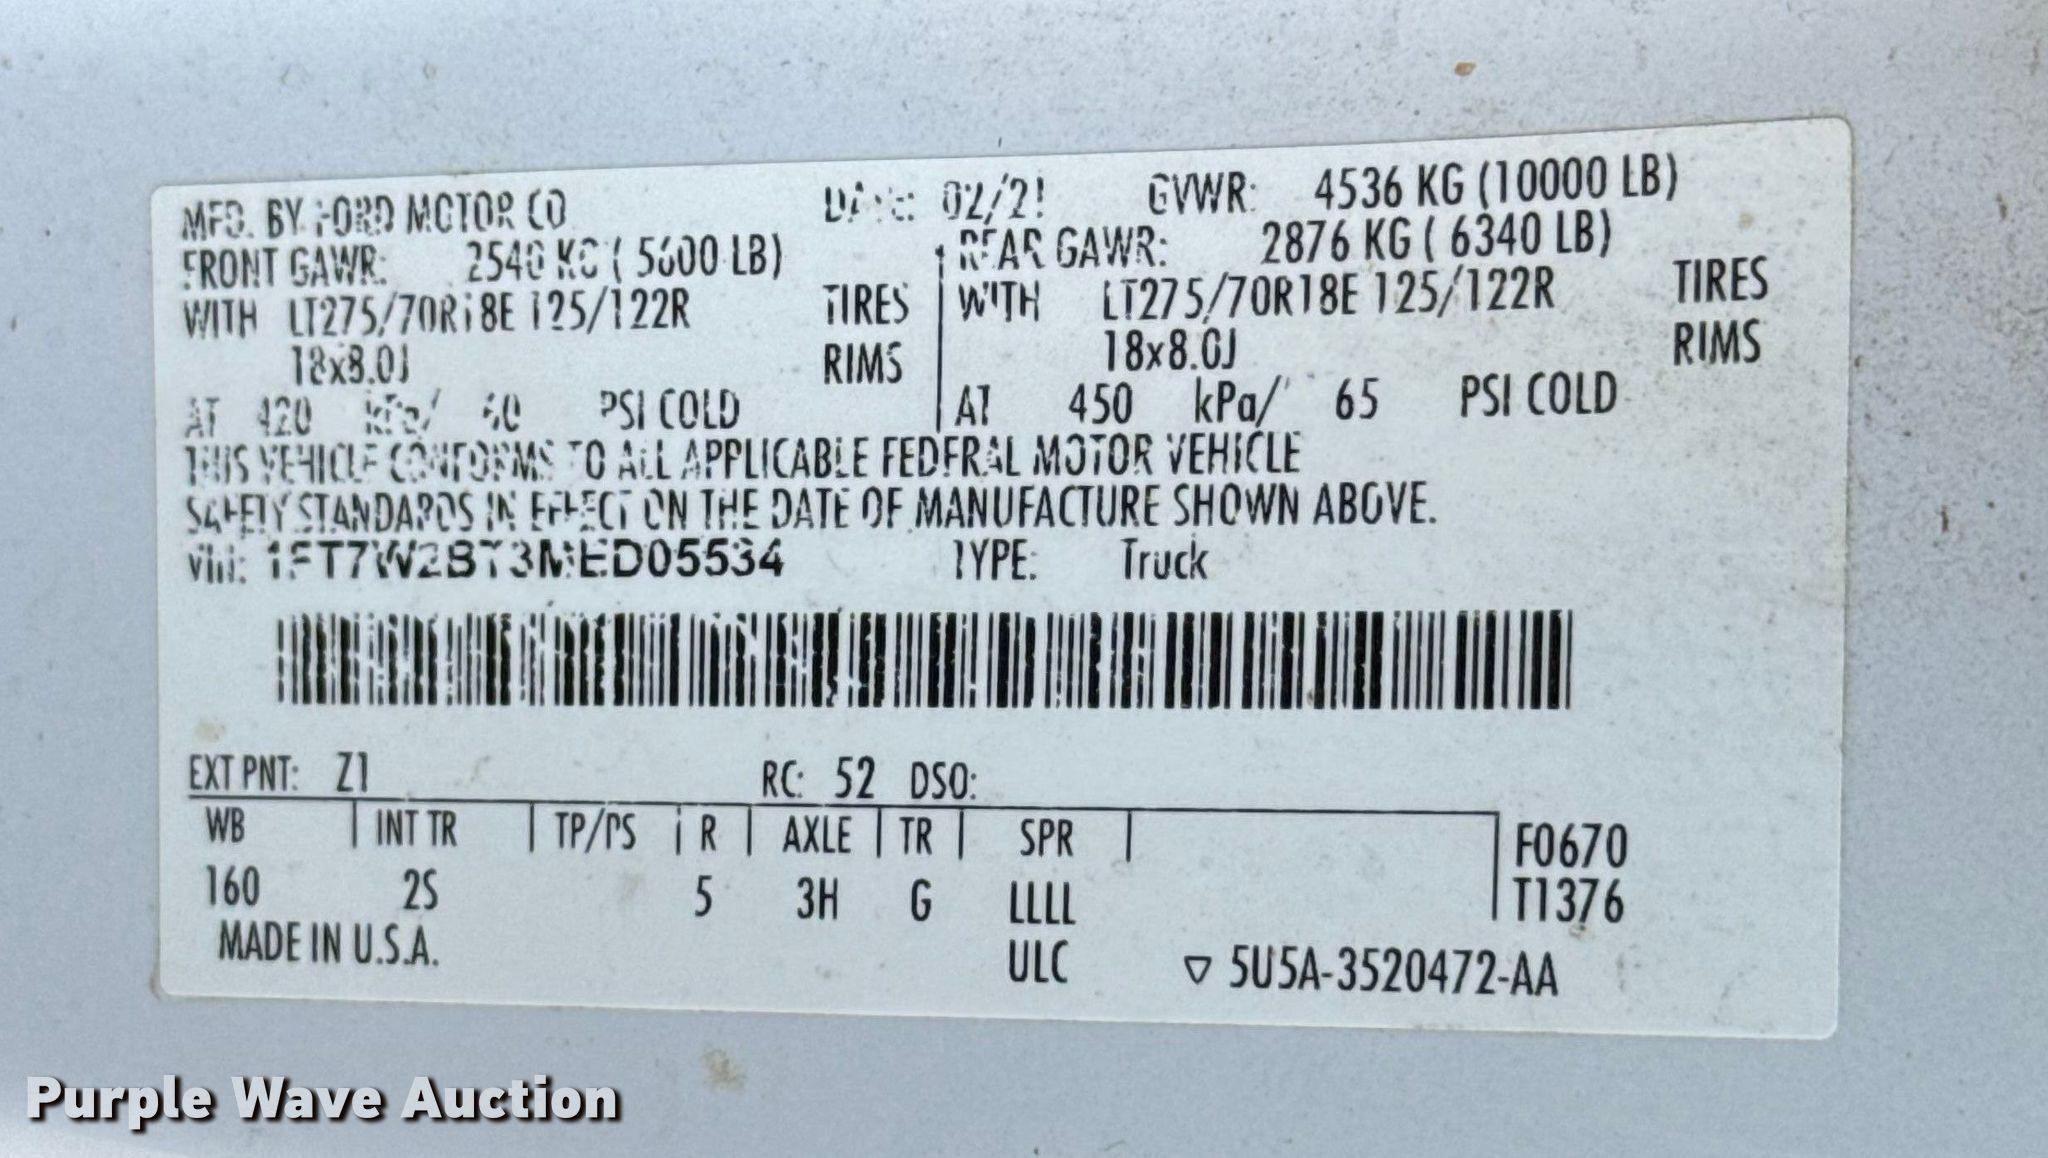 MFD. BY FORD MOTOR CO DATE: 02/21 GVWR: 4536 KG (10000 LB)
FRONT GAWR: 2540 KG ( 5600 LB) REAR GAWR: 2876 KG ( 6340 LB)
WITH LT275/70R18E 125/122R TIRES WITH LT275/70R18E 125/122R TIRES
18x8.0J RIMS 18x8.0J RIMS
AT 420 kPa/ 60 PSI COLD AT 450 kPa/ 65 PSI COLD
THIS VEHICLE CONFORMS TO ALL APPLICABLE FEDERAL MOTOR VEHICLE
SAFETY STANDARDS IN EFFECT ON THE DATE OF MANUFACTURE SHOWN ABOVE.
VIN: 1FT7W2BT3MED05534 TYPE: Truck
EXT PNT: Z1 RC: 52 DSO:
WB INT TR TP/PS R AXLE TR SPR F0670
160 2S 5 3H G LLLL T1376
MADE IN U.S.A. ULC ▽ 5U5A-3520472-AA
Purple Wave Auction